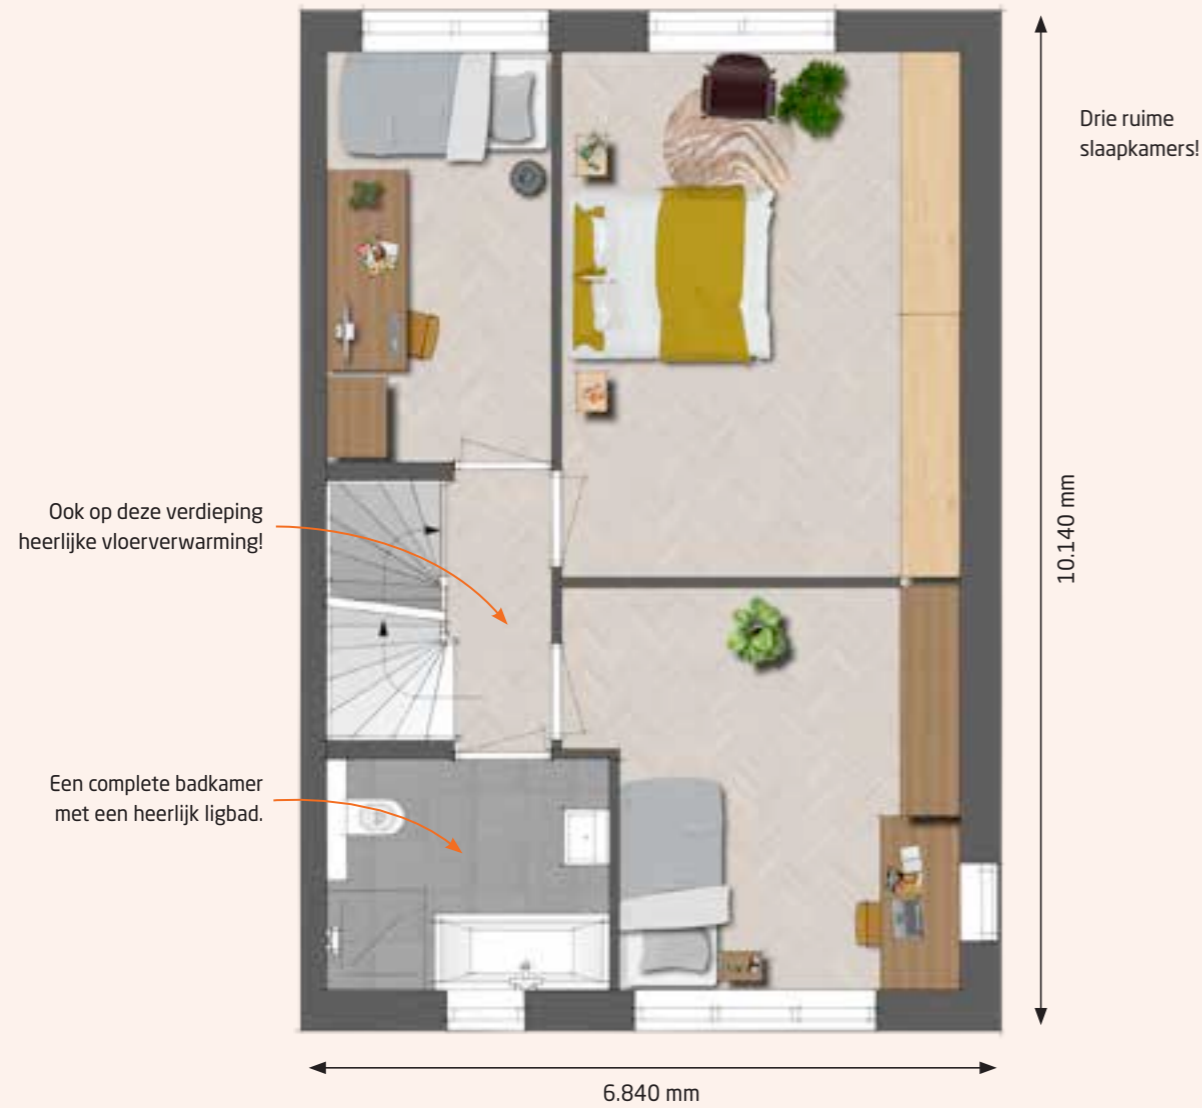 Drie ruime
slaapkamers!
Ook op deze verdieping
heerlijke vloerverwarming!
10.140 mm
Een complete badkamer
met een heerlijk ligbad.
6.840 mm